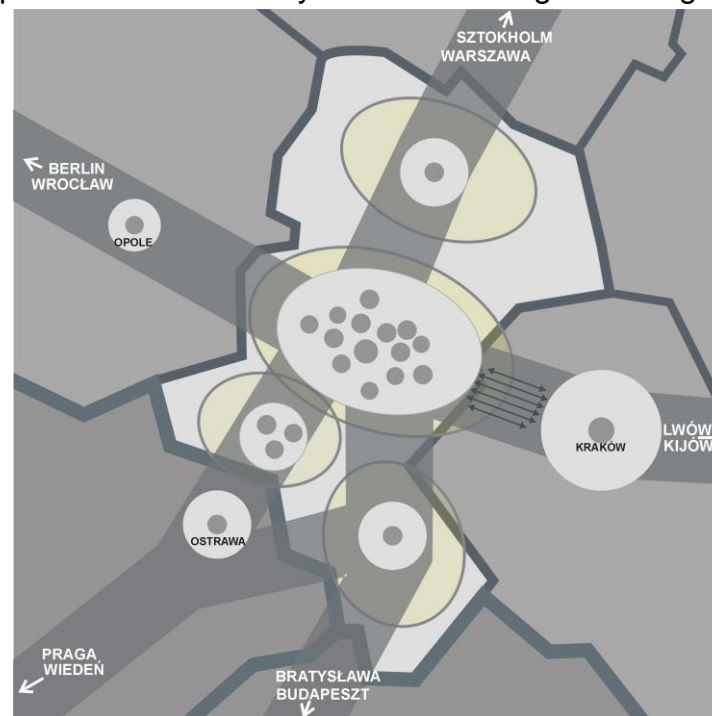 SZTOKHOLM
WARSZAWA
BERLIN
WROCŁAW
OPOLE
KRAKÓW
LWÓW
KIJÓW
OSTRAWA
PRAGA
WIEDEŃ
BRATYSŁAWA
BUDAPESZT